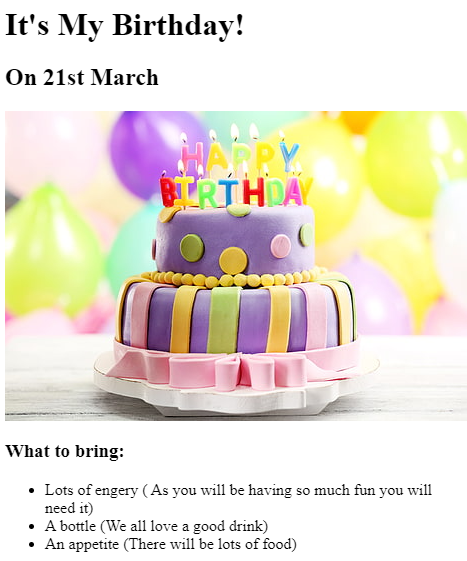 It's My Birthday!
On 21st March
HAPPY
BIRTHDAY
What to bring:
Lots of engery ( As you will be having so much fun you will
need it)
A bottle (We all love a good drink)
An appetite (There will be lots of food)